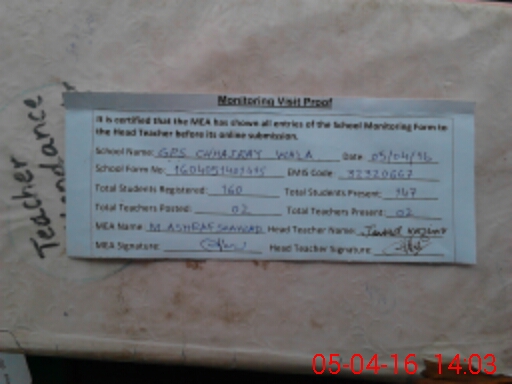 Teacher
Monitoring Visit Proof
It is certified that the MEA has shown all entries of the School Monitoring Form to
the Head Teacher before its online submission.
School Name: GPS CHHAJRAY WALA Date: 05/04/16
School Form No: EMIS Code: 32320667
Total Students Registered: 160 Total Students Present: 147
Total Teachers Posted: 02 Total Teachers Present: 02
MEA Name: M ASHRAF Head Teacher Name:
MEA Signature: Head Teacher Signature:
05-04-16 14:03